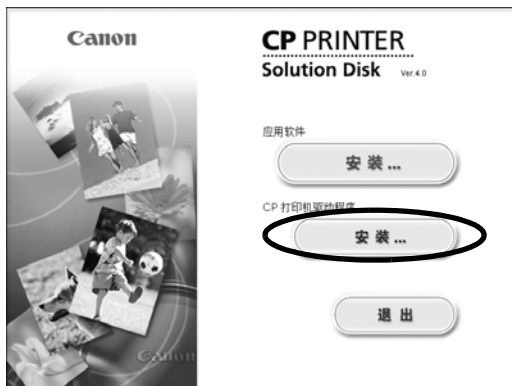 Canon
CP PRINTER
Solution Disk Ver.4.0
应用软件
安装...
CP 打印机驱动程序
安装...
退出
Canon